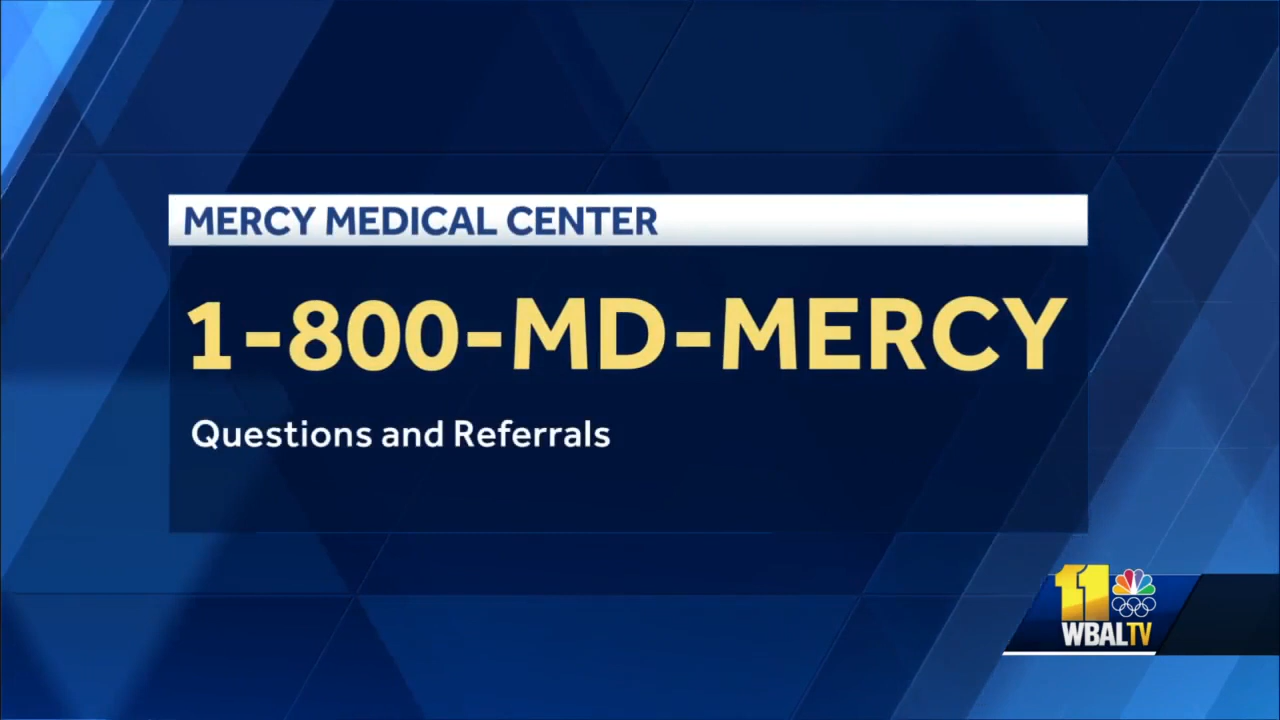 MERCY MEDICAL CENTER
1-800-MD-MERCY
Questions and Referrals
11
WBALTV